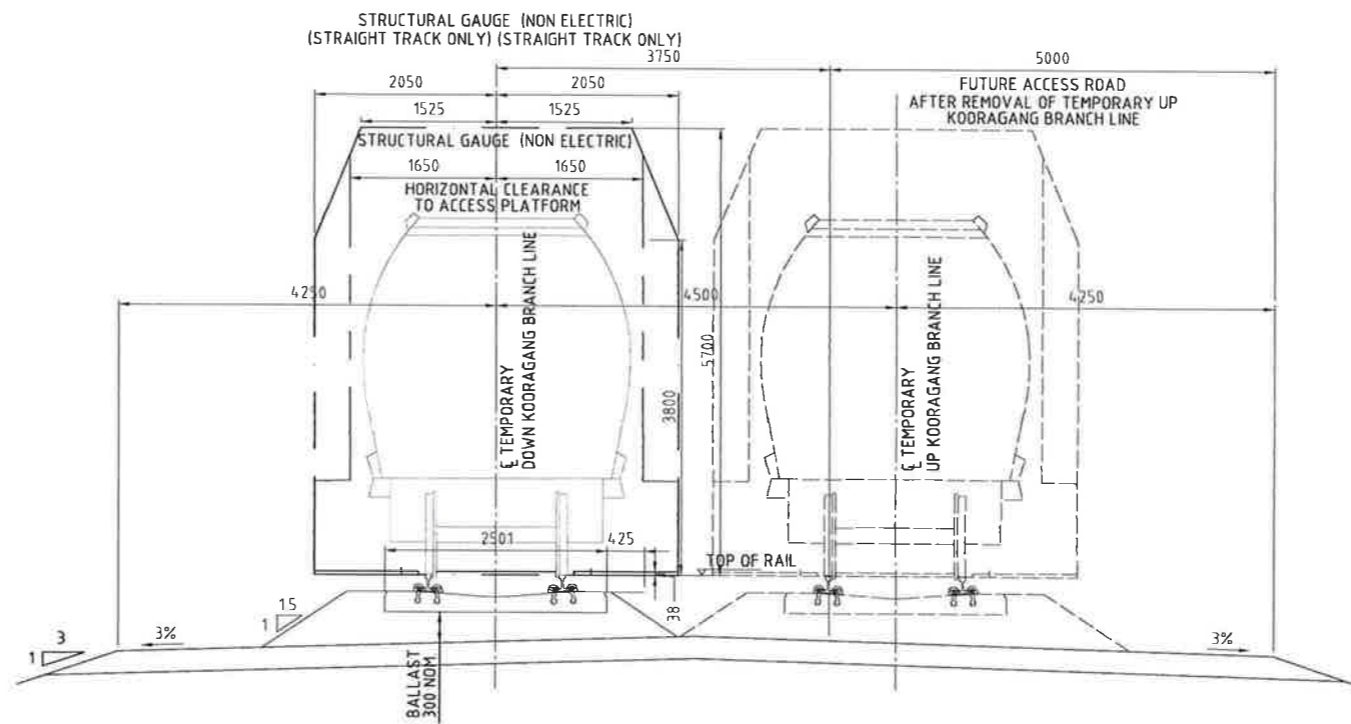 STRUCTURAL GAUGE (NON ELECTRIC)
(STRAIGHT TRACK ONLY) (STRAIGHT TRACK ONLY)
3750
5000
2050
2050
FUTURE ACCESS ROAD
AFTER REMOVAL OF TEMPORARY UP
KOORAGANG BRANCH LINE
1525
1525
STRUCTURAL GAUGE (NON ELECTRIC)
1650
1650
HORIZONTAL CLEARANCE
TO ACCESS PLATFORM
4250
4500
4250
5700
3800
℄ TEMPORARY
DOWN KOORAGANG BRANCH LINE
℄ TEMPORARY
UP KOORAGANG BRANCH LINE
2501
425
TOP OF RAIL
38
1.5
1
3
1
3%
3%
BALLAST
300 NOM.